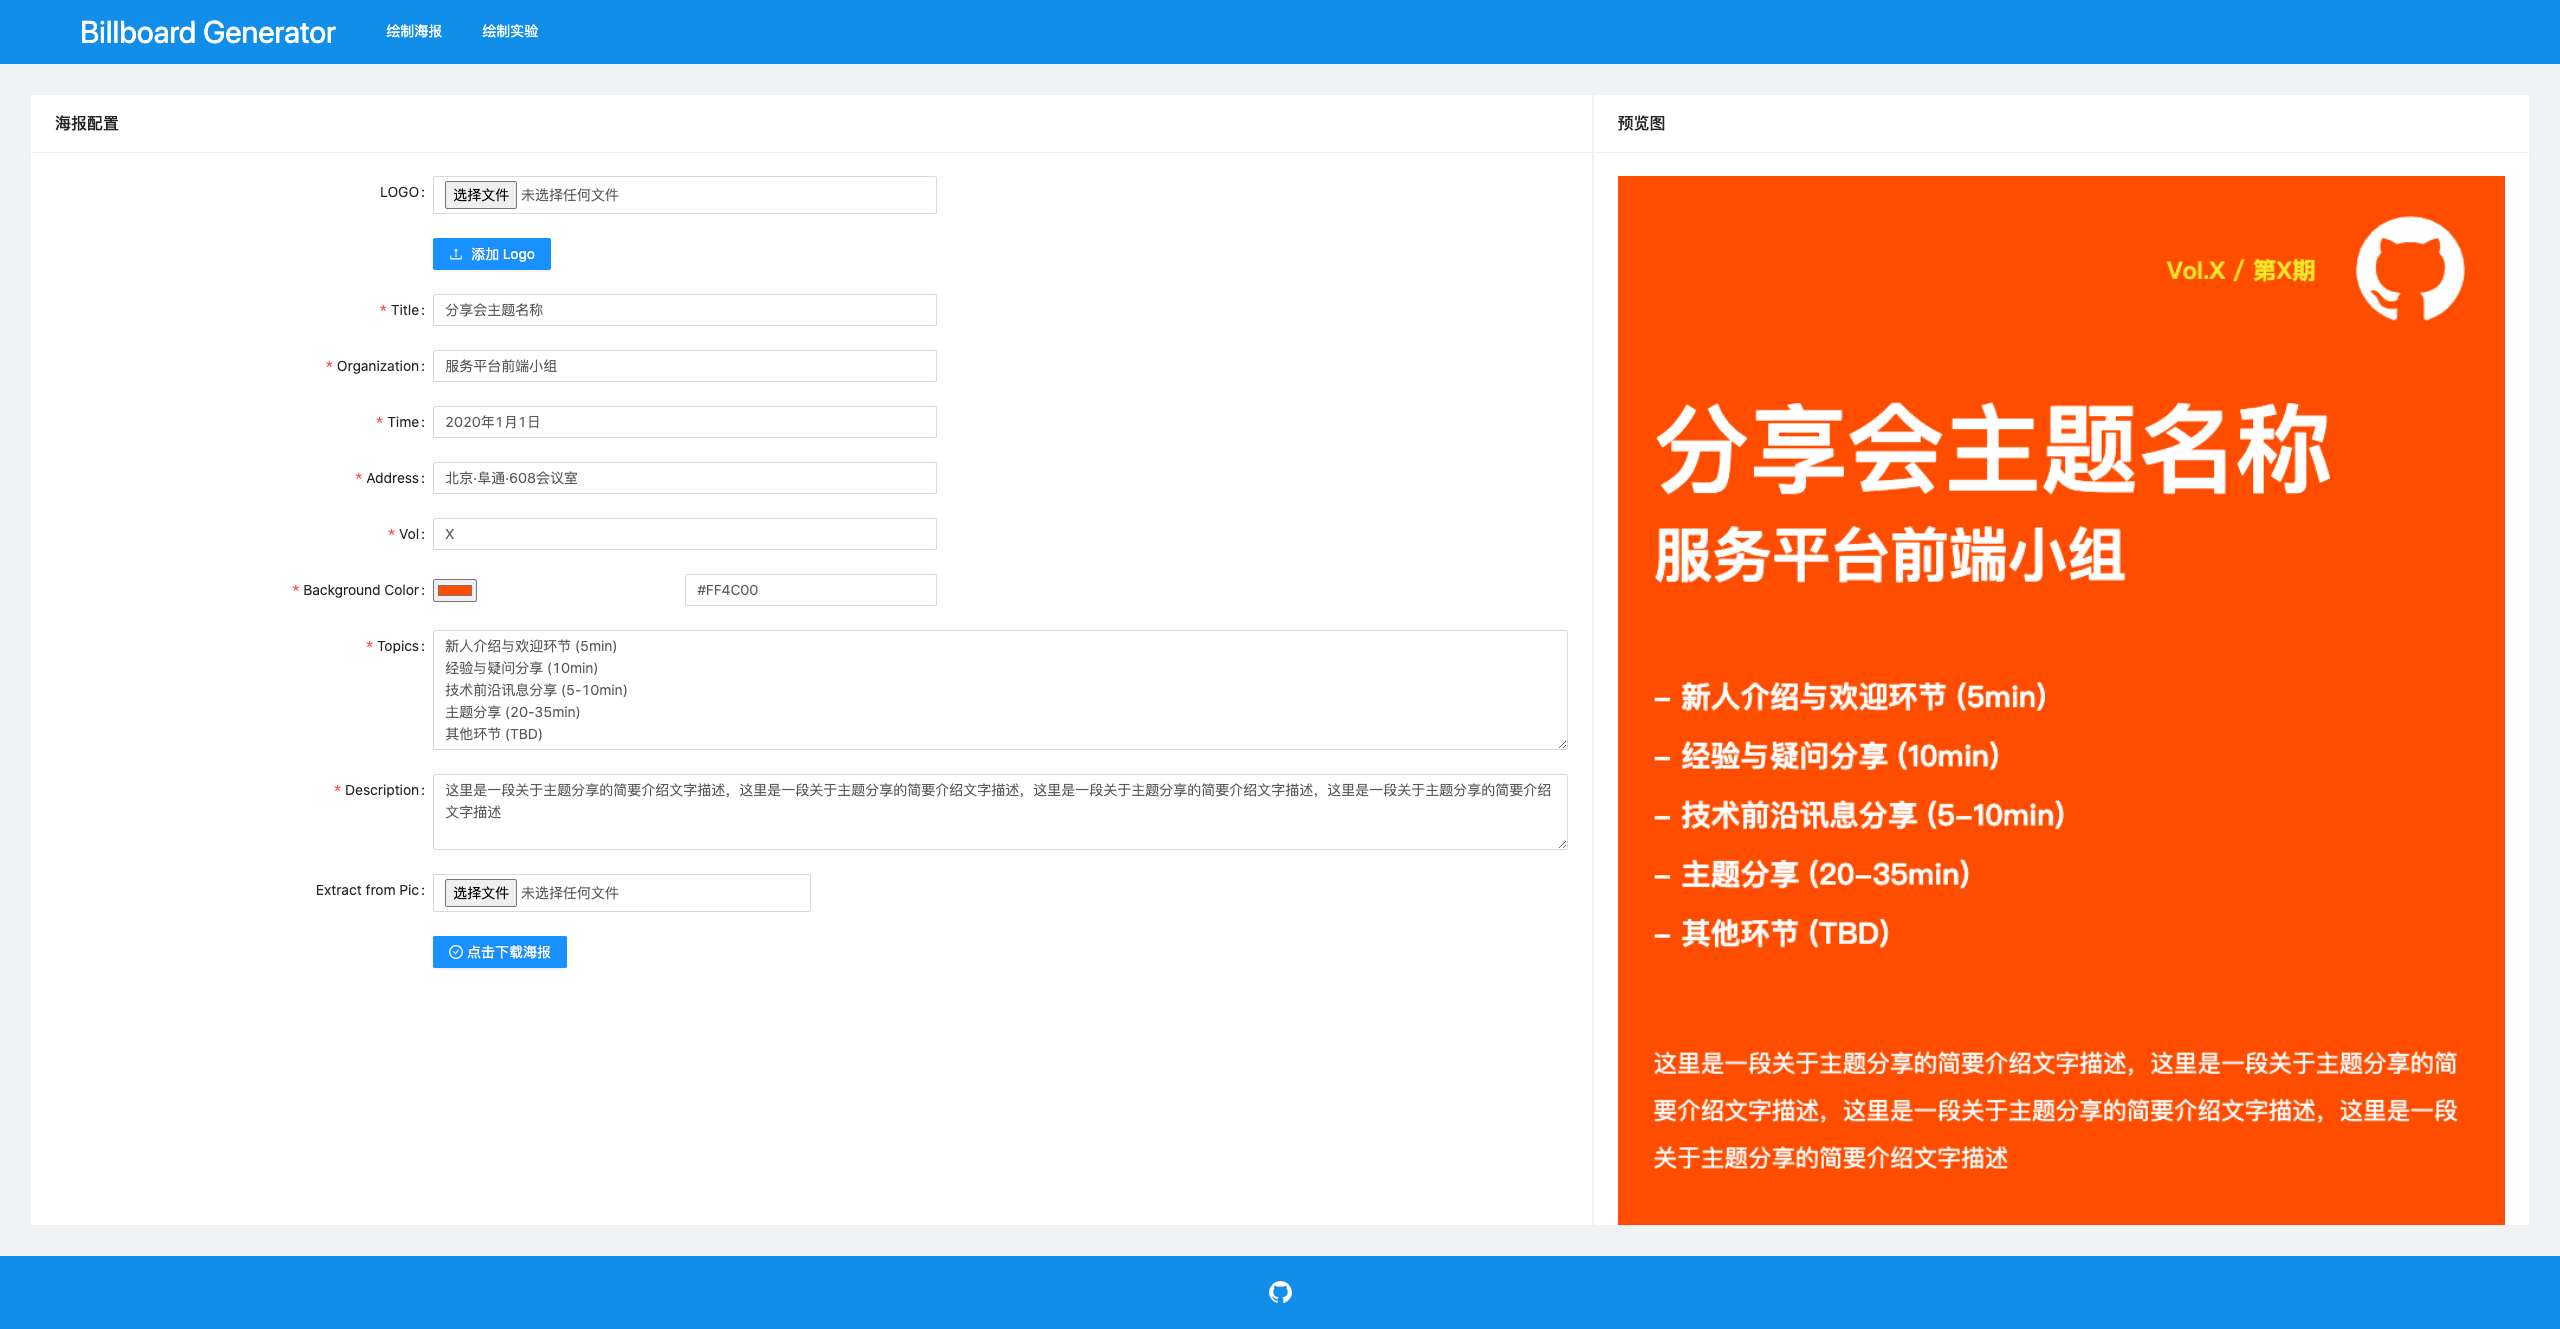 Billboard Generator
绘制海报
绘制实验
海报配置
LOGO:
选择文件 未选择任何文件
添加 Logo
* Title: 分享会主题名称
* Organization: 服务平台前端小组
* Time: 2020年1月1日
* Address: 北京·阜通·608会议室
* Vol: X
* Background Color: #FF4C00
* Topics: 新人介绍与欢迎环节 (5min)
经验与疑问分享 (10min)
技术前沿讯息分享 (5-10min)
主题分享 (20-35min)
其他环节 (TBD)
* Description: 这里是一段关于主题分享的简要介绍文字描述，这里是一段关于主题分享的简要介绍文字描述，这里是一段关于主题分享的简要介绍文字描述，这里是一段关于主题分享的简要介绍
文字描述
Extract from Pic: 选择文件 未选择任何文件
点击下载海报
预览图
Vol.X / 第X期
分享会主题名称
服务平台前端小组
- 新人介绍与欢迎环节 (5min)
- 经验与疑问分享 (10min)
- 技术前沿讯息分享 (5-10min)
- 主题分享 (20-35min)
- 其他环节 (TBD)
这里是一段关于主题分享的简要介绍文字描述，这里是一段关于主题分享的简
要介绍文字描述，这里是一段关于主题分享的简要介绍文字描述，这里是一段
关于主题分享的简要介绍文字描述